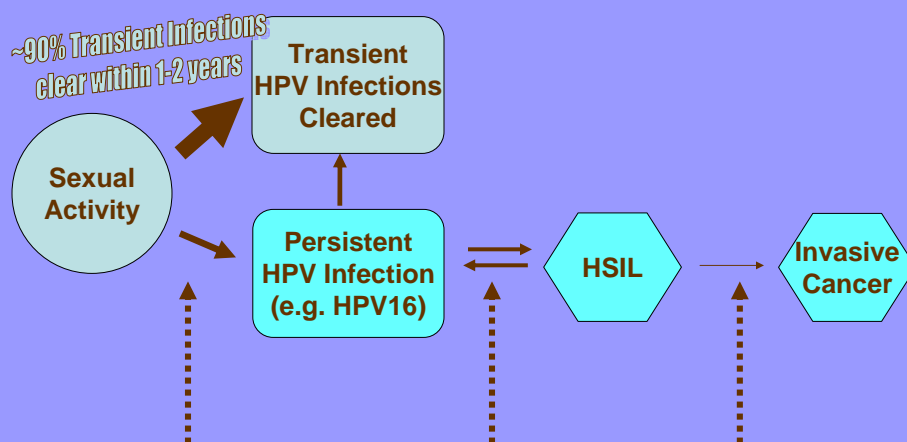 ~90% Transient Infections
clear within 1-2 years
Transient
HPV Infections
Cleared
Sexual
Activity
Persistent
HPV Infection
(e.g. HPV16)
HSIL
Invasive
Cancer